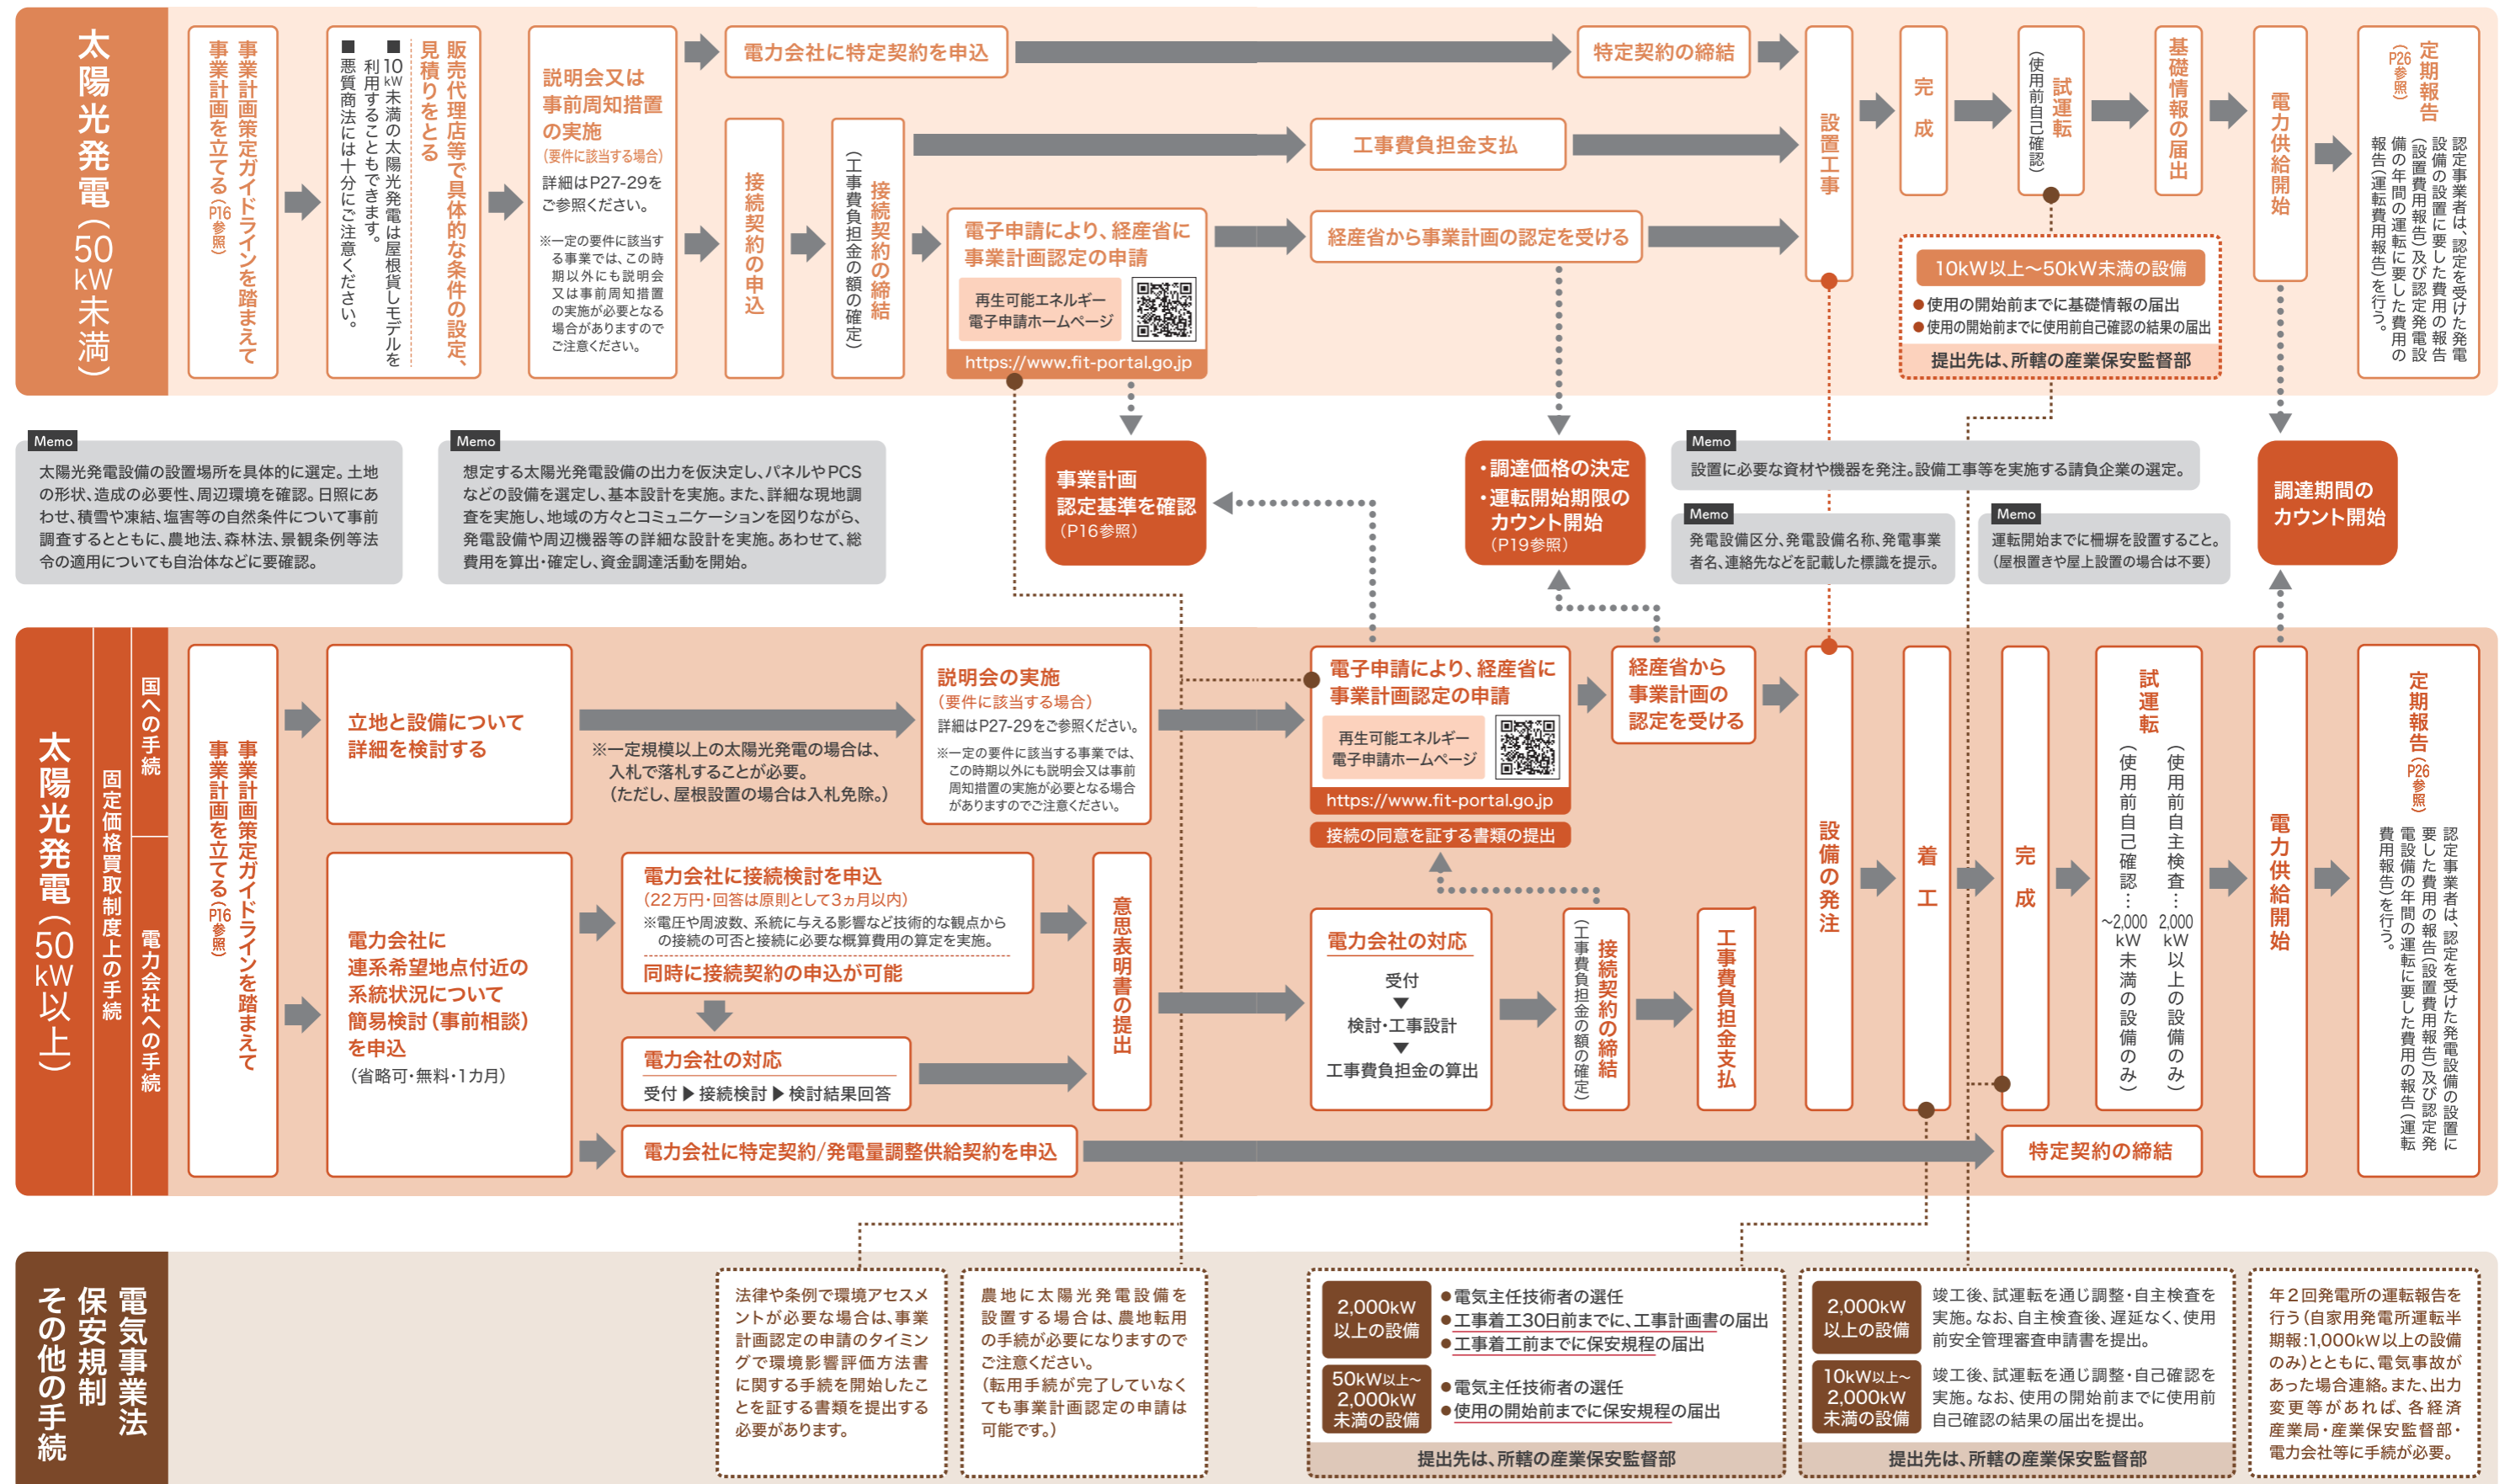 太陽光発電（50kW未満）
事業計画策定ガイドラインを踏まえて
事業計画を立てる（P16参照）
販売代理店等で具体的な条件の設定、
見積りをとる
■10kW未満の太陽光発電は屋根貸しモデルを
利用することもできます。
■悪質商法には十分にご注意ください。
説明会又は
事前周知措置
の実施
（要件に該当する場合）
詳細はP27-29を
ご参照ください。
※一定の要件に該当す
る事業では、この時
期以外にも説明会
又は事前周知措置
の実施が必要となる
場合がありますので
ご注意ください。
電力会社に特定契約を申込
特定契約の締結
接続契約の申込
接続契約の締結
（工事費負担金の額の確定）
工事費負担金支払
電子申請により、経産省に
事業計画認定の申請
再生可能エネルギー
電子申請ホームページ
https://www.fit-portal.go.jp
経産省から事業計画の認定を受ける
設置工事
完成
試運転
（使用前自己確認）
基礎情報の届出
電力供給開始
定期報告
（P26参照）
認定事業者は、認定を受けた発電
設備の設置に要した費用の報告
（設置費用報告）及び認定発電設
備の年間の運転に要した費用の
報告（運転費用報告）を行う。
10kW以上～50kW未満の設備
●使用の開始前までに基礎情報の届出
●使用の開始前までに使用前自己確認の結果の届出
提出先は、所轄の産業保安監督部
Memo
太陽光発電設備の設置場所を具体的に選定。土地
の形状、造成の必要性、周辺環境を確認。日照にあ
わせ、積雪や凍結、塩害等の自然条件について事前
調査するとともに、農地法、森林法、景観条例等法
令の適用についても自治体などに要確認。
Memo
想定する太陽光発電設備の出力を仮決定し、パネルやPCS
などの設備を選定し、基本設計を実施。また、詳細な現地調
査を実施し、地域の方々とコミュニケーションを図りながら、
発電設備や周辺機器等の詳細な設計を実施。あわせて、総
費用を算出・確定し、資金調達活動を開始。
事業計画
認定基準を確認
（P16参照）
・調達価格の決定
・運転開始期限の
カウント開始
（P19参照）
Memo
設置に必要な資材や機器を発注。設備工事等を実施する請負企業の選定。
Memo
発電設備区分、発電設備名称、発電事業
者名、連絡先などを記載した標識を提示。
Memo
運転開始までに柵塀を設置すること。
（屋根置きや屋上設置の場合は不要）
調達期間の
カウント開始
太陽光発電（50kW以上）
固定価格買取制度上の手続
国への手続
電力会社への手続
事業計画策定ガイドラインを踏まえて
事業計画を立てる（P16参照）
立地と設備について
詳細を検討する
※一定規模以上の太陽光発電の場合は、
入札で落札することが必要。
（ただし、屋根設置の場合は入札免除。）
説明会の実施
（要件に該当する場合）
詳細はP27-29をご参照ください。
※一定の要件に該当する事業では、
この時期以外にも説明会又は事前
周知措置の実施が必要となる場合
がありますのでご注意ください。
電子申請により、経産省に
事業計画認定の申請
再生可能エネルギー
電子申請ホームページ
https://www.fit-portal.go.jp
接続の同意を証する書類の提出
経産省から
事業計画の
認定を受ける
電力会社に
連系希望地点付近の
系統状況について
簡易検討（事前相談）
を申込
（省略可・無料・1カ月）
電力会社に接続検討を申込
（22万円・回答は原則として3ヵ月以内）
※電圧や周波数、系統に与える影響など技術的な観点から
の接続の可否と接続に必要な概算費用の算定を実施。
同時に接続契約の申込が可能
電力会社の対応
受付▶接続検討▶検討結果回答
意思表明書の提出
電力会社の対応
受付
▼
検討・工事設計
▼
工事費負担金の算出
接続契約の締結
（工事費負担金の額の確定）
工事費負担金支払
電力会社に特定契約/発電量調整供給契約を申込
特定契約の締結
設備の発注
着工
完成
試運転
（使用前自主検査…2,000kW以上の設備のみ）
（使用前自己確認…～2,000kW未満の設備のみ）
電力供給開始
定期報告（P26参照）
認定事業者は、認定を受けた発電設備の設置に
要した費用の報告（設置費用報告）及び認定発
電設備の年間の運転に要した費用の報告（運転
費用報告）を行う。
電気事業法
保安規制
その他の手続
法律や条例で環境アセスメ
ントが必要な場合は、事業
計画認定の申請のタイミン
グで環境影響評価方法書
に関する手続を開始したこ
とを証する書類を提出する
必要があります。
農地に太陽光発電設備を
設置する場合は、農地転用
の手続が必要になりますので
ご注意ください。
（転用手続が完了していなく
ても事業計画認定の申請は
可能です。）
2,000kW
以上の設備
●電気主任技術者の選任
●工事着工30日前までに、工事計画書の届出
●工事着工前までに保安規程の届出
50kW以上～
2,000kW
未満の設備
●電気主任技術者の選任
●使用の開始前までに保安規程の届出
提出先は、所轄の産業保安監督部
2,000kW
以上の設備
竣工後、試運転を通じ調整・自主検査を
実施。なお、自主検査後、遅延なく、使用
前安全管理審査申請書を提出。
10kW以上～
2,000kW
未満の設備
竣工後、試運転を通じ調整・自己確認を
実施。なお、使用の開始前までに使用前
自己確認の結果の届出を提出。
提出先は、所轄の産業保安監督部
年2回発電所の運転報告を
行う（自家用発電所運転半
期報：1,000kW以上の設備
のみ）とともに、電気事故が
あった場合連絡。また、出力
変更等があれば、各経済
産業局・産業保安監督部・
電力会社等に手続が必要。